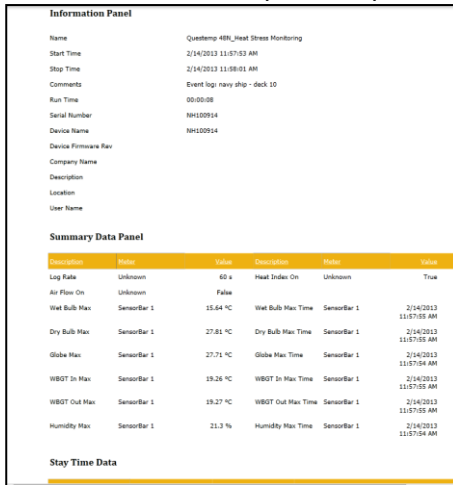 Information Panel
Name Questemp 48N_Heat Stress Monitoring
Start Time 2/14/2013 11:57:53 AM
Stop Time 2/14/2013 11:58:01 AM
Comments Event log: navy ship - deck 10
Run Time 00:00:08
Serial Number NH100914
Device Name NH100914
Device Firmware Rev
Company Name
Description
Location
User Name
Summary Data Panel
Description Meter Value Description Meter Value
Log Rate Unknown 60 s Heat Index On Unknown True
Air Flow On Unknown False
Wet Bulb Max SensorBar 1 15.64 ºC Wet Bulb Max Time SensorBar 1 2/14/2013
11:57:55 AM
Dry Bulb Max SensorBar 1 27.81 ºC Dry Bulb Max Time SensorBar 1 2/14/2013
11:57:55 AM
Globe Max SensorBar 1 27.71 ºC Globe Max Time SensorBar 1 2/14/2013
11:57:54 AM
WBGT In Max SensorBar 1 19.26 ºC WBGT In Max Time SensorBar 1 2/14/2013
11:57:55 AM
WBGT Out Max SensorBar 1 19.27 ºC WBGT Out Max Time SensorBar 1 2/14/2013
11:57:55 AM
Humidity Max SensorBar 1 21.3 % Humidity Max Time SensorBar 1 2/14/2013
11:57:54 AM
Stay Time Data